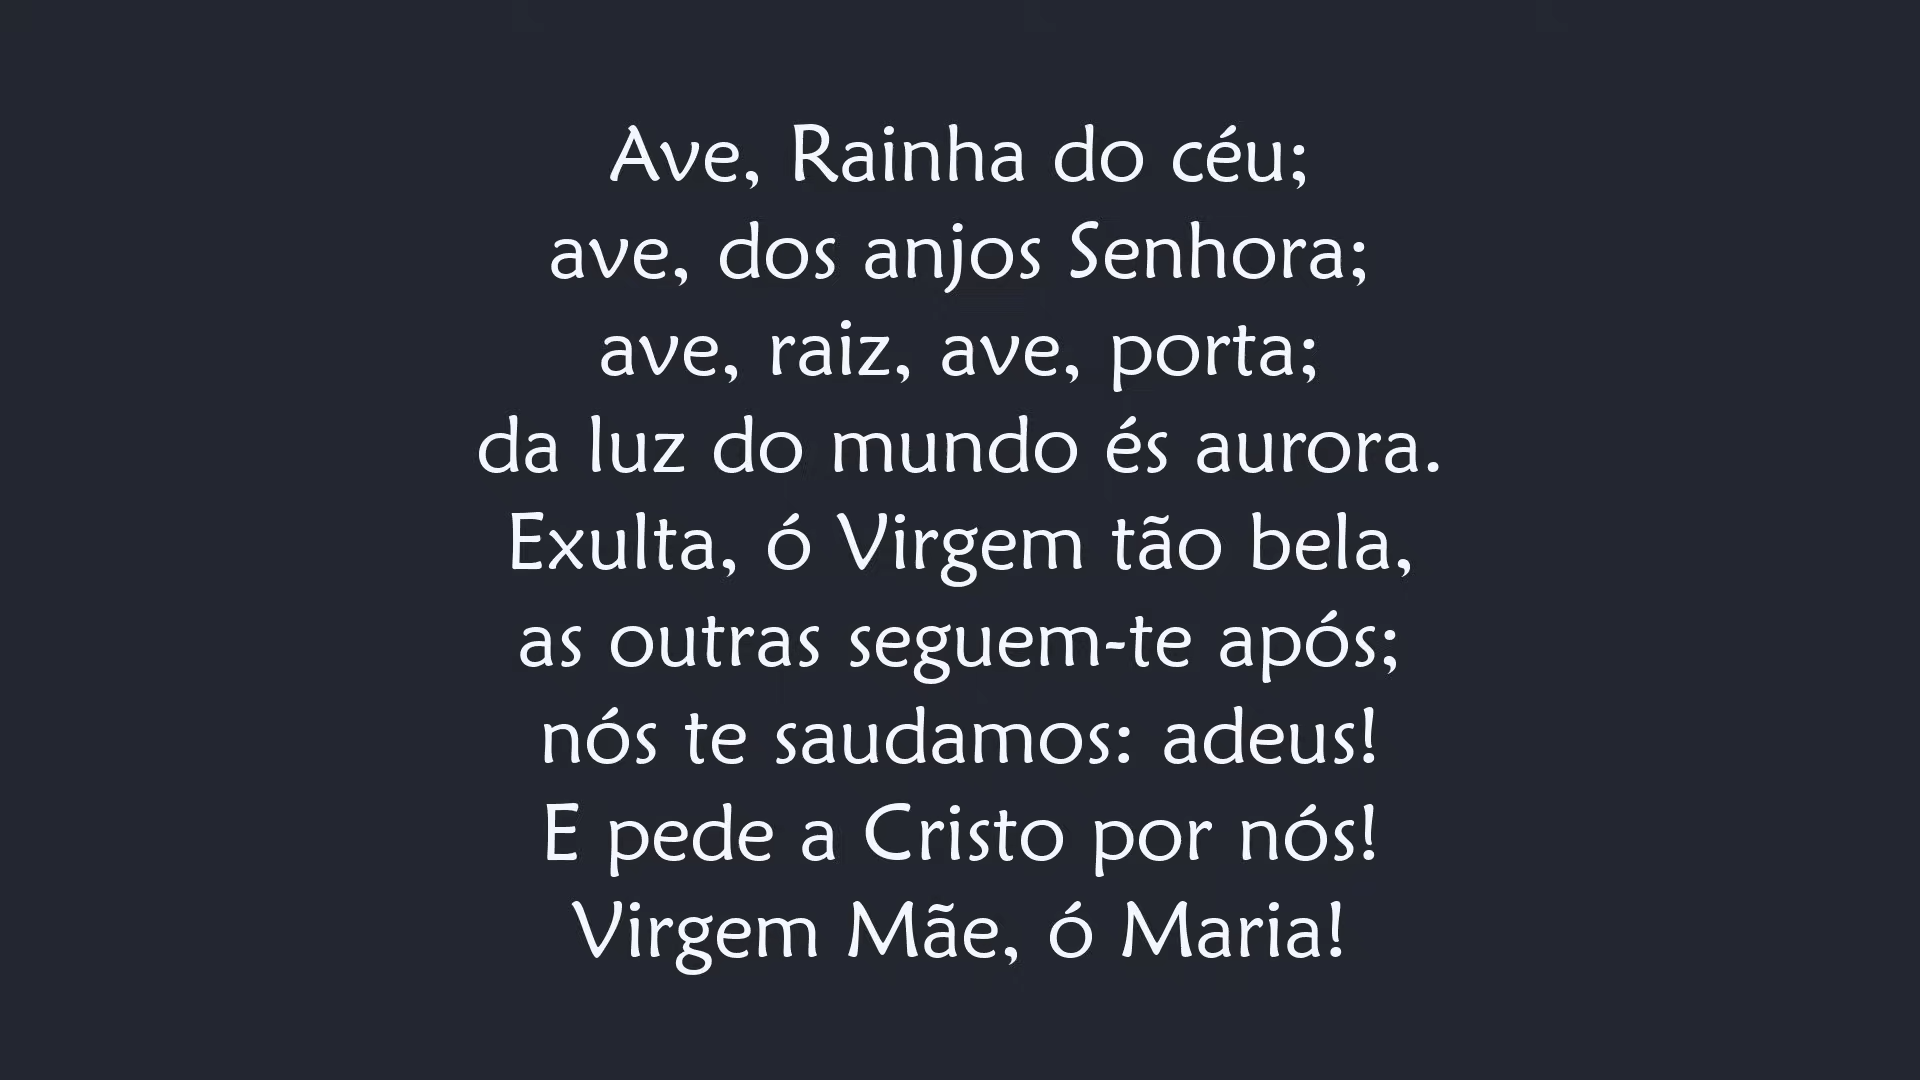 Ave, Rainha do céu;
ave, dos anjos Senhora;
ave, raiz, ave, porta;
da luz do mundo és aurora.
Exulta, ó Virgem tão bela,
as outras seguem-te após;
nós te saudamos: adeus!
E pede a Cristo por nós!
Virgem Mãe, ó Maria!